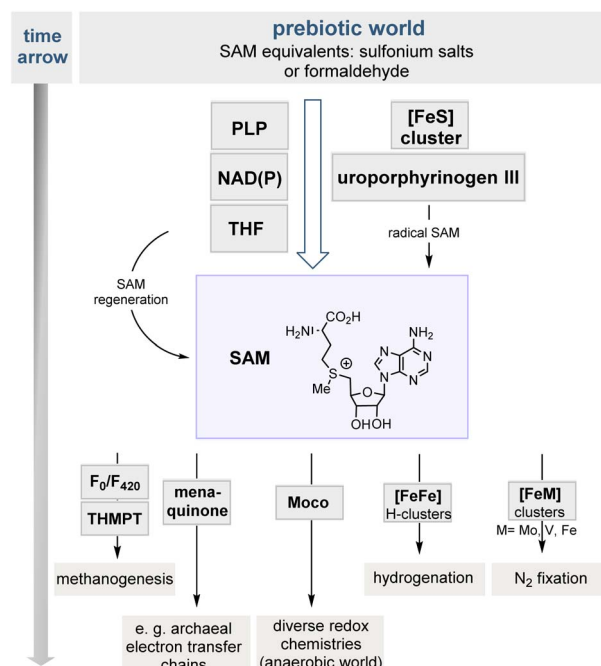 time
arrow
prebiotic world
SAM equivalents: sulfonium salts
or formaldehyde
PLP
NAD(P)
THF
[FeS]
cluster
uroporphyrinogen III
radical SAM
SAM
regeneration
SAM
CO₂H
H₂N
NH₂
S
⊕
Me
O
N
N
N
N
OH
OH
F₀/F₄₂₀
THMPT
methanogenesis
mena-
quinone
e. g. archaeal
electron transfer
chains
Moco
diverse redox
chemistries
(anaerobic world)
[FeFe]
H-clusters
hydrogenation
[FeM]
clusters
M= Mo, V, Fe
N₂ fixation